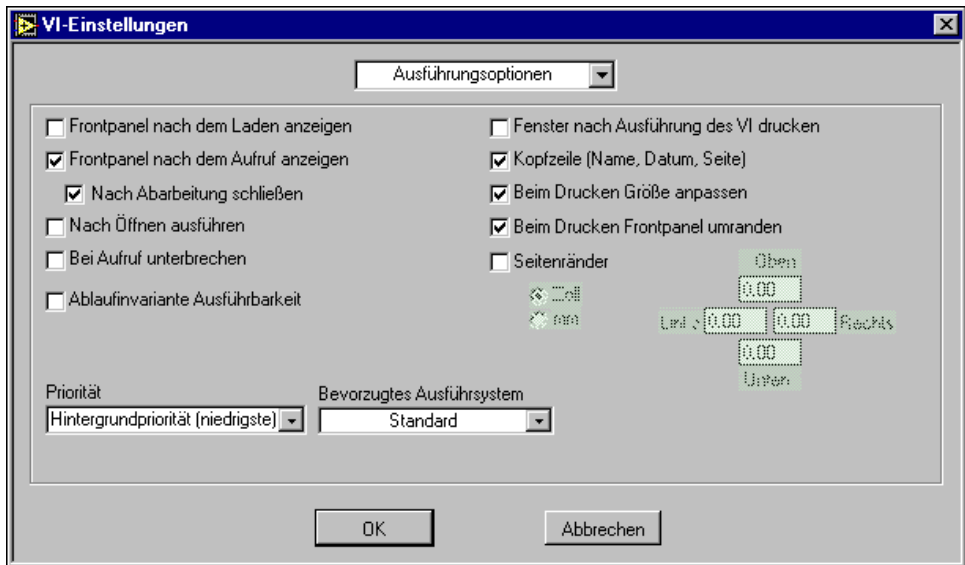 VI-Einstellungen
Ausführungsoptionen
Frontpanel nach dem Laden anzeigen
Frontpanel nach dem Aufruf anzeigen
Nach Abarbeitung schließen
Nach Öffnen ausführen
Bei Aufruf unterbrechen
Ablaufinvariante Ausführbarkeit
Fenster nach Ausführung des VI drucken
Kopfzeile (Name, Datum, Seite)
Beim Drucken Größe anpassen
Beim Drucken Frontpanel umranden
Seitenränder
Zoll
mm
Oben
0.00
Links 0.00 0.00 Rechts
0.00
Unten
Priorität
Hintergrundpriorität (niedrigste)
Bevorzugtes Ausführsystem
Standard
OK
Abbrechen